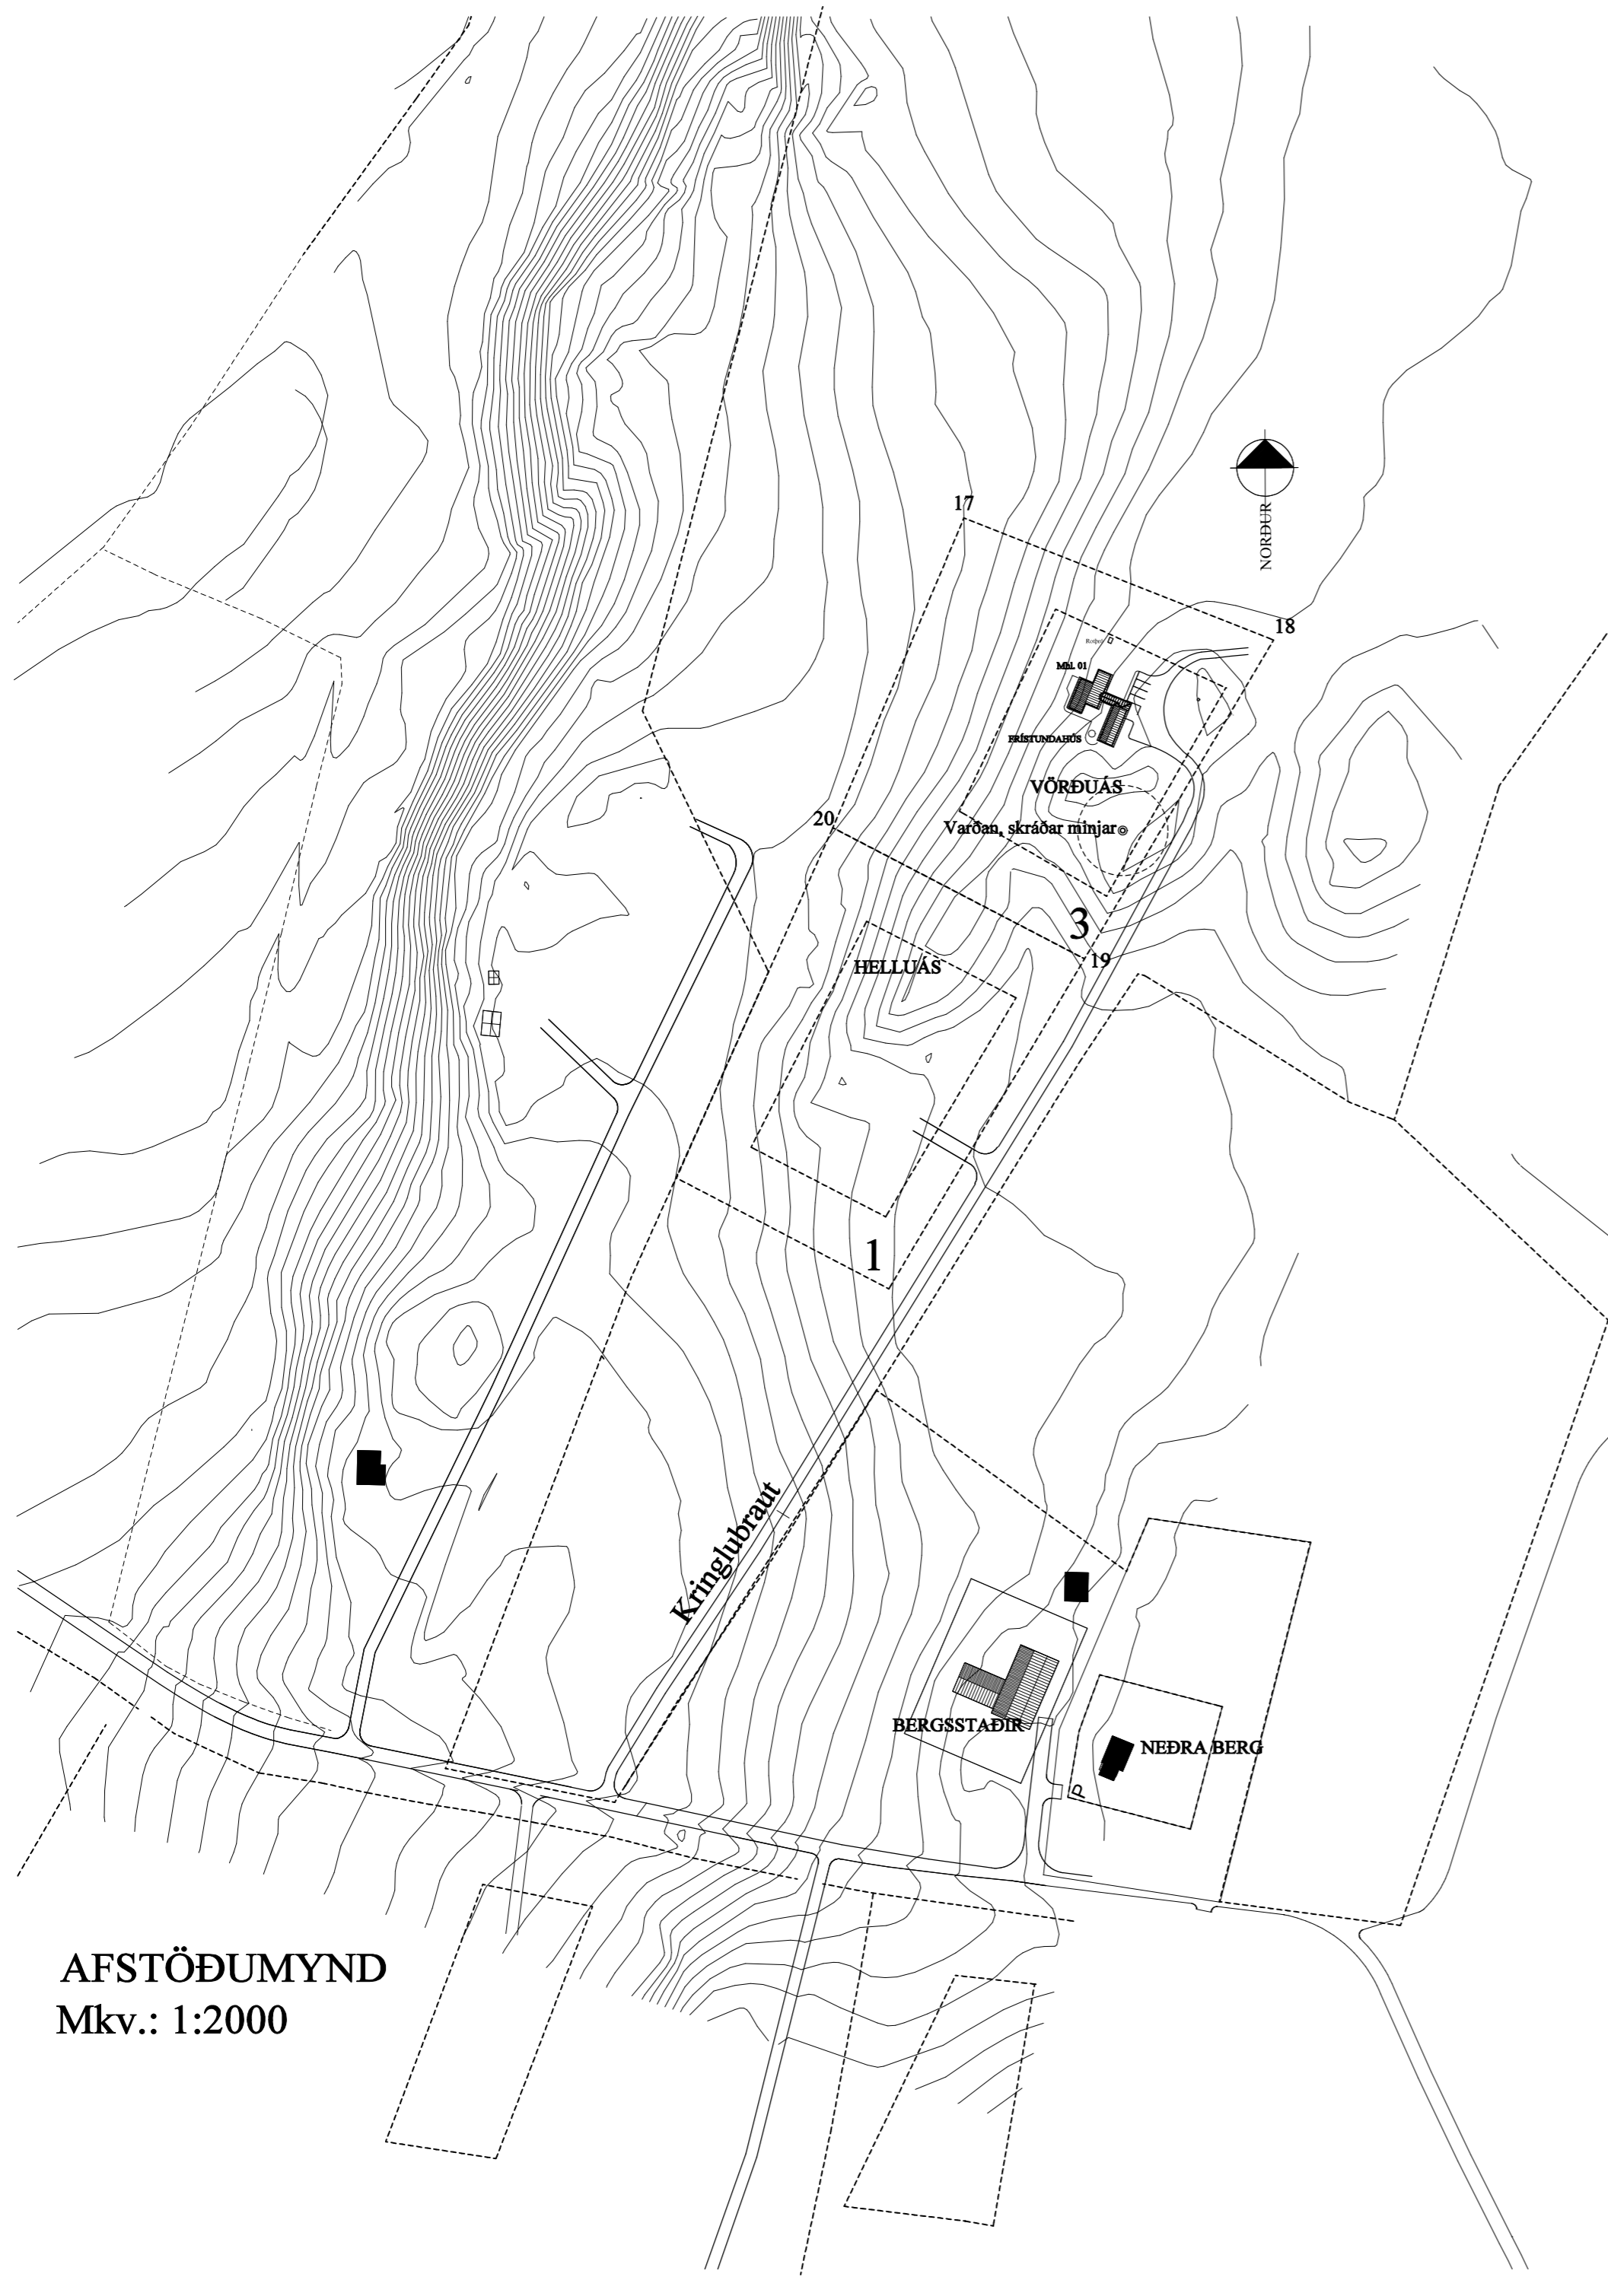 17
NORÐUR
18
Rotþró
Mhl. 01
FRÍSTUNDAHÚS
VÖRÐUÁS
20
Varðan, skráðar minjar
3
19
HELLUÁS
1
Kringlubraut
BERGSSTAÐIR
NEÐRA BERG
P
AFSTÖÐUMYND
Mkv.: 1:2000